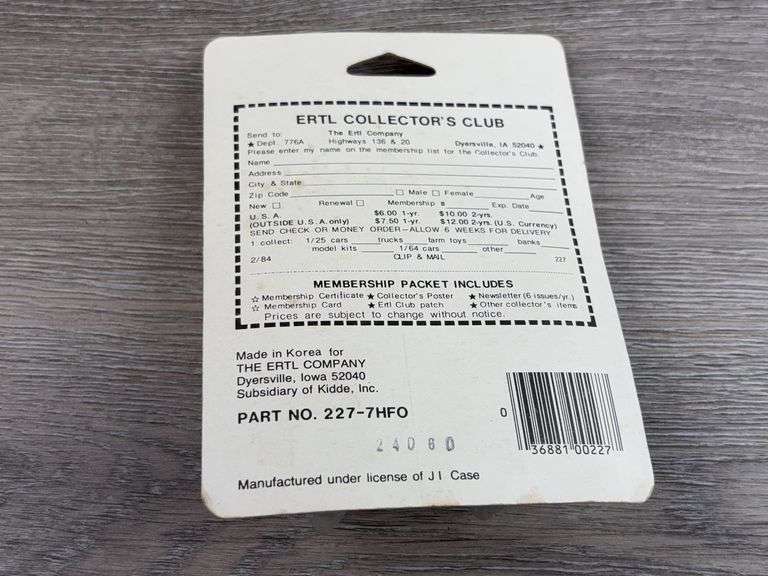 ERTL COLLECTOR'S CLUB
Send to: The Ertl Company
★ Dept. 776A Highways 136 & 20 Dyersville, IA 52040 ★
Please enter my name on the membership list for the Collector's Club.
Name
Address
City & State
Zip Code □ Male □ Female Age
New □ Renewal □ Membership # Exp. Date
U.S.A. $6.00 1-yr. $10.00 2-yrs.
(OUTSIDE U.S.A. only) $7.50 1-yr. $12.00 2-yrs. (U.S. Currency)
SEND CHECK OR MONEY ORDER-ALLOW 6 WEEKS FOR DELIVERY
1 collect: 1/25 cars trucks farm toys banks
model kits 1/64 cars other
2/84 CLIP & MAIL 227
MEMBERSHIP PACKET INCLUDES
☆ Membership Certificate ★ Collector's Poster ★ Newsletter (6 issues/yr.)
☆ Membership Card ★ Ertl Club patch ★ Other collector's items
Prices are subject to change without notice.
Made in Korea for
THE ERTL COMPANY
Dyersville, Iowa 52040
Subsidiary of Kidde, Inc.
PART NO. 227-7HFO
0 36881 00227
24060
Manufactured under license of J I Case